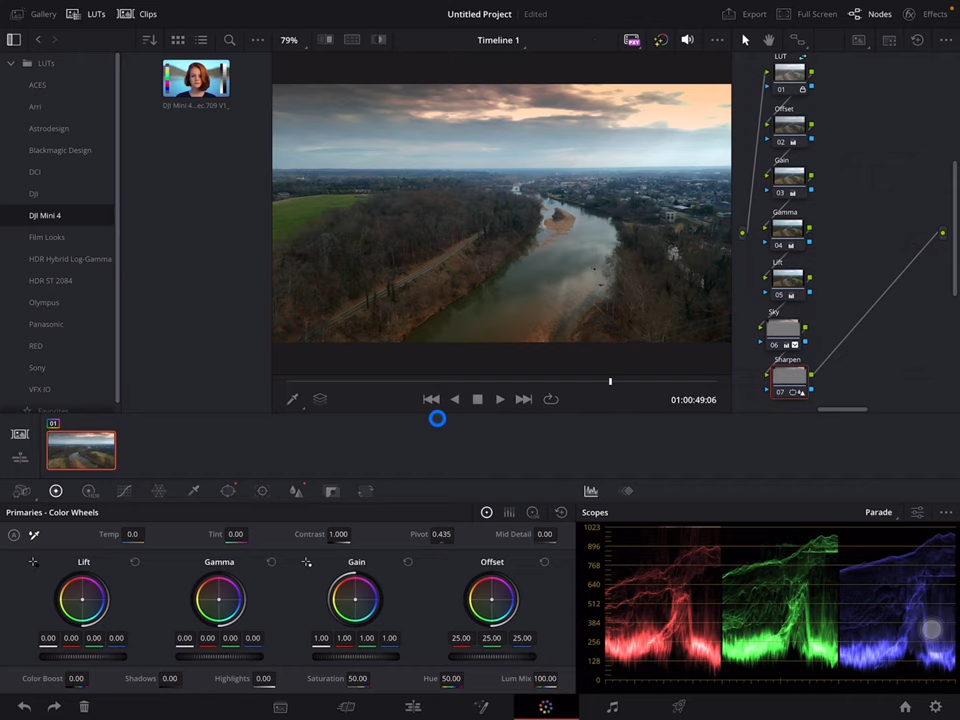 Gallery
LUTs
Clips
Untitled Project
Edited
Export
Full Screen
Nodes
Effects
79%
Timeline 1
PXY
LUTs
ACES
Arri
Astrodesign
Blackmagic Design
DCI
DJI
DJI Mini 4
Film Looks
HDR Hybrid Log-Gamma
HDR ST 2084
Olympus
Panasonic
RED
Sony
VFX IO
Favorites
DJI Mini 4...ec,709 V1_
LUT
01
Offset
02
Gain
03
Gamma
04
Lift
05
Sky
06
Sharpen
07
01:00:49:06
01
Primaries - Color Wheels
A
Temp 0.0
Tint 0.00
Contrast 1.000
Pivot 0.435
Mid Detail 0.00
Lift
Gamma
Gain
Offset
0.00 0.00 0.00 0.00
0.00 0.00 0.00 0.00
1.00 1.00 1.00 1.00
25.00 25.00 25.00
Color Boost 0.00
Shadows 0.00
Highlights 0.00
Saturation 50.00
Hue 50.00
Lum Mix 100.00
Scopes
Parade
1023
896
768
640
512
384
256
128
0